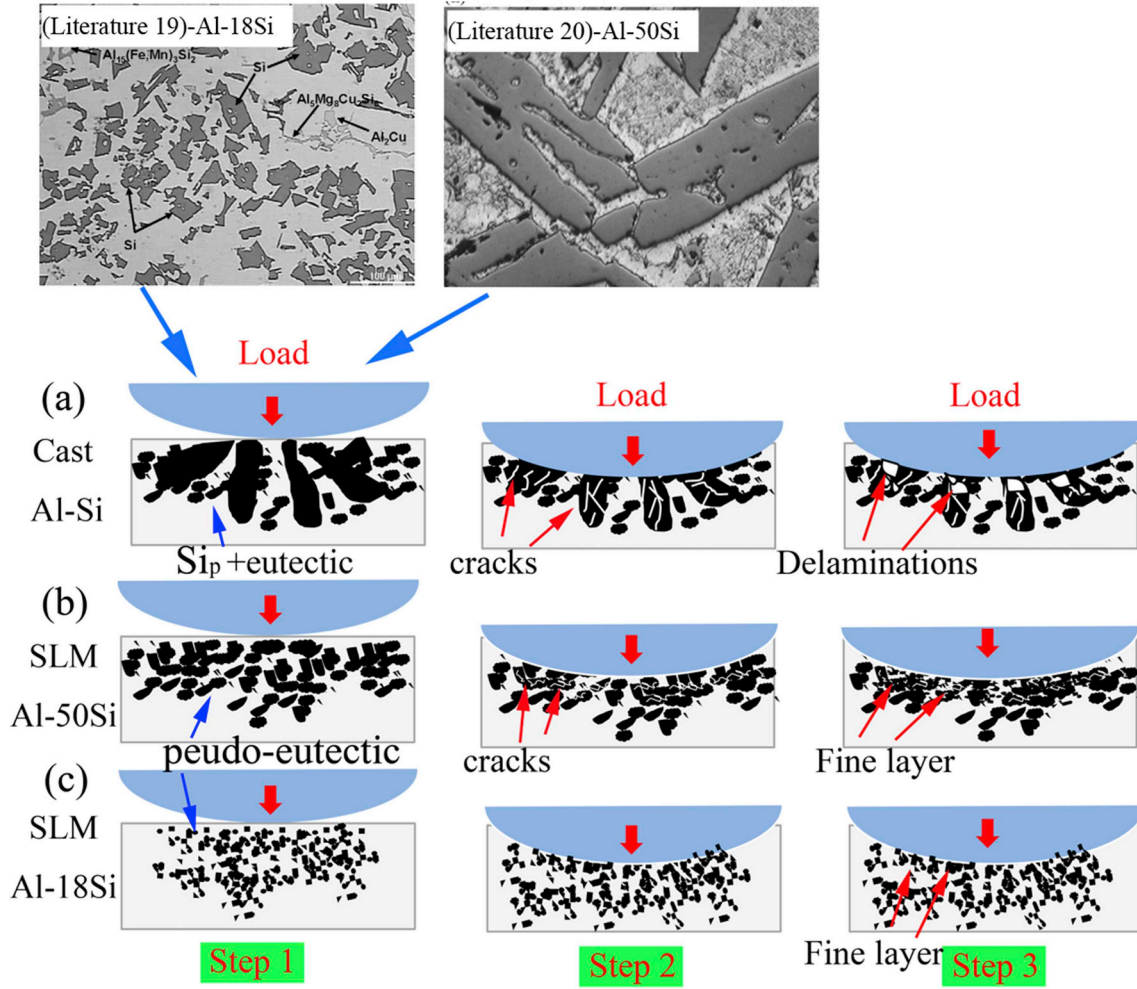 (Literature 19)-Al-18Si
(Literature 20)-Al-50Si
Al15(Fe,Mn)3Si2
Si
Al5Mg8Cu2Si6
Al2Cu
Si
100 μm
Load
(a)
Cast
Al-Si
Load
Load
Sip +eutectic
cracks
Delaminations
(b)
SLM
Al-50Si
peudo-eutectic
cracks
Fine layer
(c)
SLM
Al-18Si
Fine layer
Step 1
Step 2
Step 3